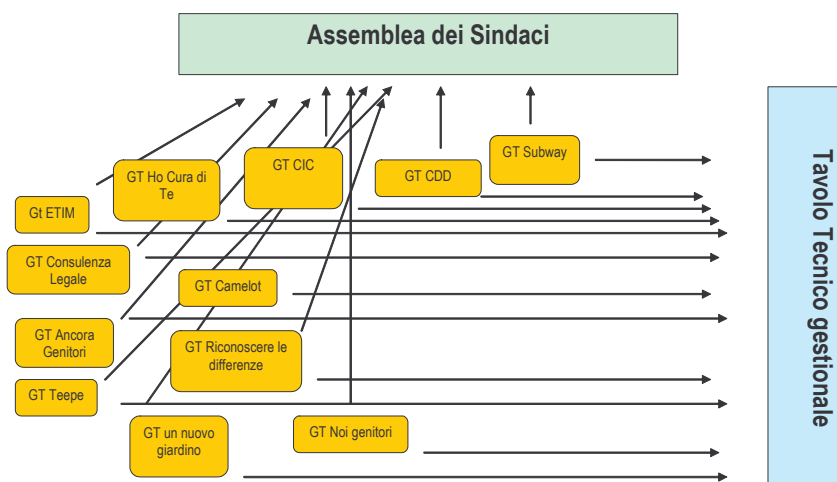 Assemblea dei Sindaci
GT Subway
GT CIC
GT Ho Cura di
Te
GT CDD
Gt ETIM
GT Consulenza
Legale
GT Camelot
GT Ancora
Genitori
GT Riconoscere le
differenze
GT Teepe
GT un nuovo
giardino
GT Noi genitori
Tavolo Tecnico gestionale